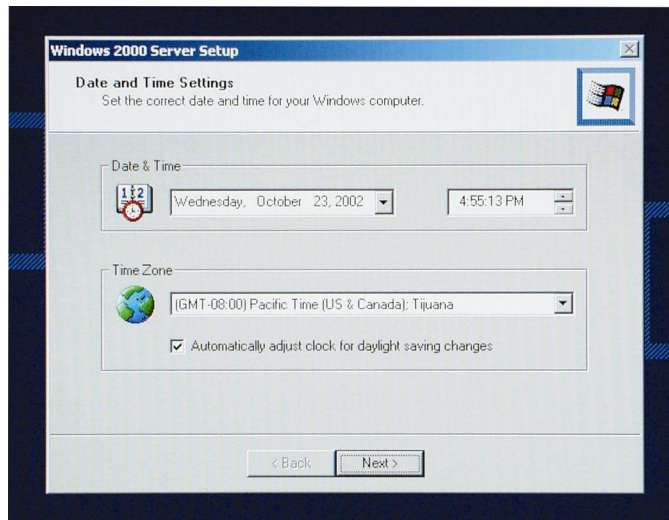 Windows 2000 Server Setup
Date and Time Settings
Set the correct date and time for your Windows computer.
Date & Time
1 2
Wednesday, October 23, 2002
4:55:13 PM
Time Zone
(GMT-08:00) Pacific Time (US & Canada); Tijuana
Automatically adjust clock for daylight saving changes
< Back
Next >